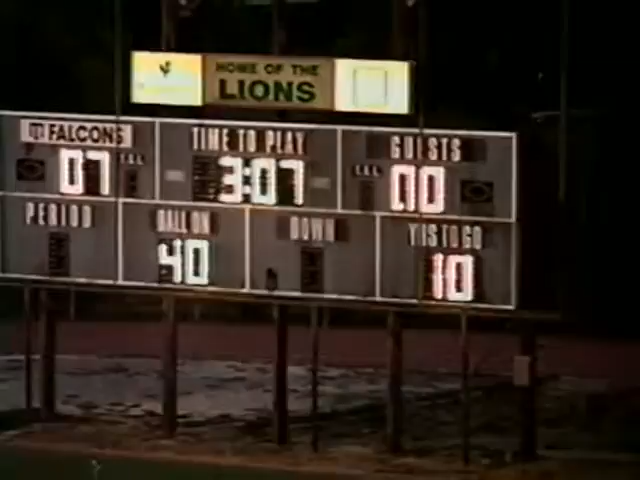 HOME OF THE
LIONS
FALCONS TIME TO PLAY GUESTS
07 3:07 00
PERIOD BALL ON DOWN YDS TO GO
40 10